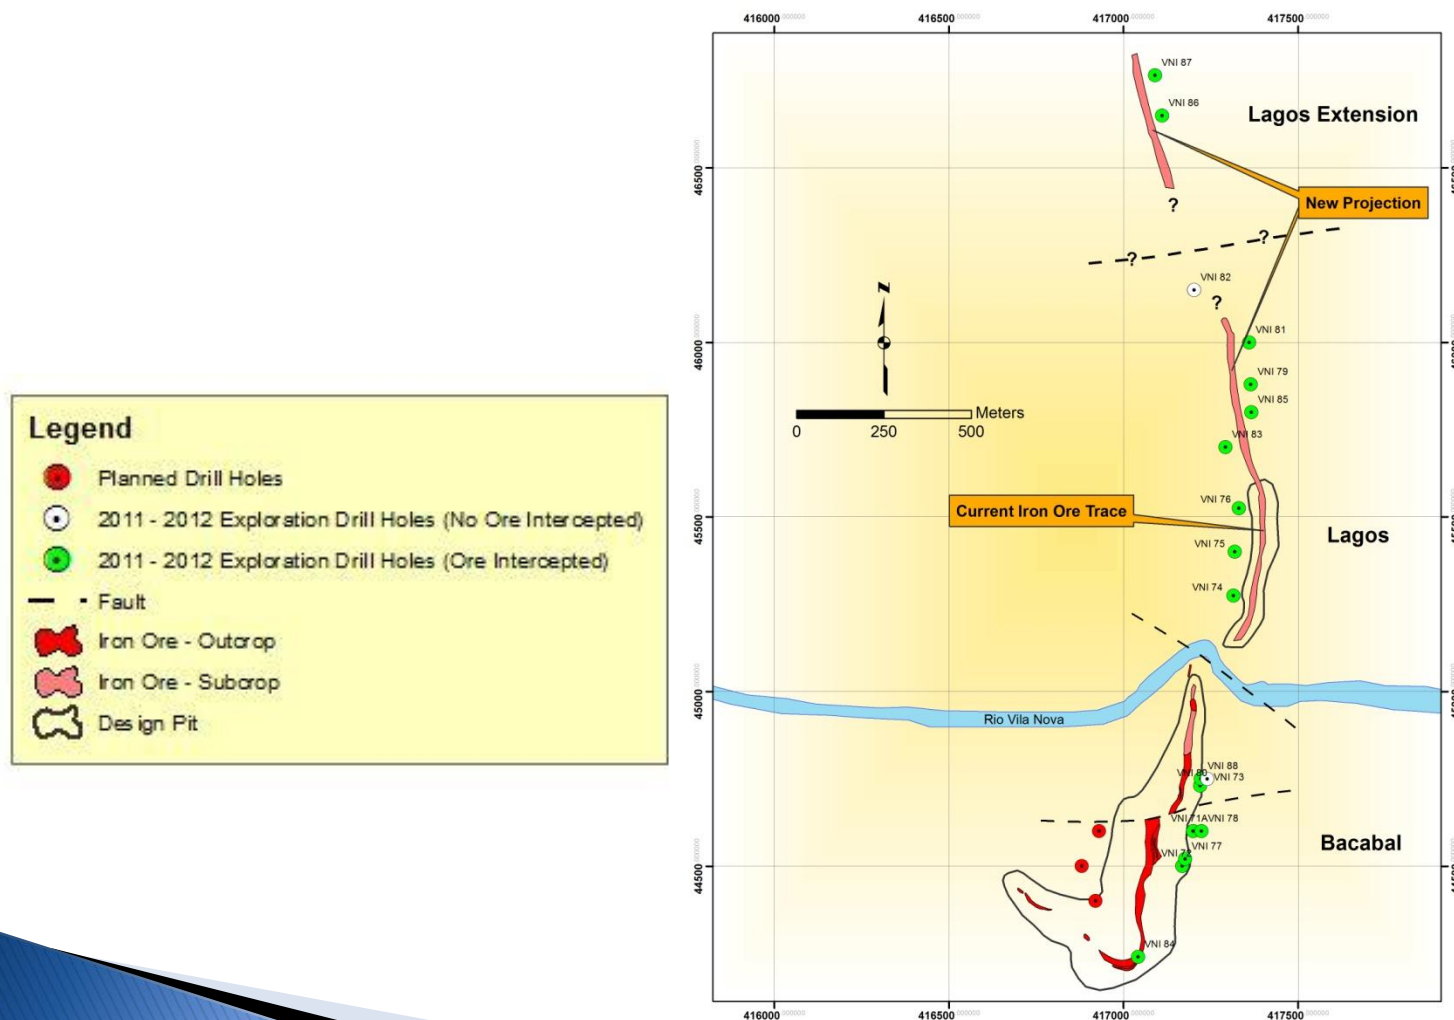 Legend
Planned Drill Holes
2011 - 2012 Exploration Drill Holes (No Ore Intercepted)
2011 - 2012 Exploration Drill Holes (Ore Intercepted)
Fault
Iron Ore - Outcrop
Iron Ore - Subcrop
Design Pit
416000 416500 417000 417500
VNI 87
VNI 86
Lagos Extension
46500
New Projection
?
?
?
VNI 82
?
46000
VNI 81
VNI 79
VNI 85
Meters
0 250 500
VNI 83
VNI 76
Current Iron Ore Trace
45500
Lagos
VNI 75
VNI 74
45000
Rio Vila Nova
VNI 88
VNI 73
VNI 71A VNI 78
Bacabal
VNI 77
44500
VNI 84
416000 416500 417000 417500